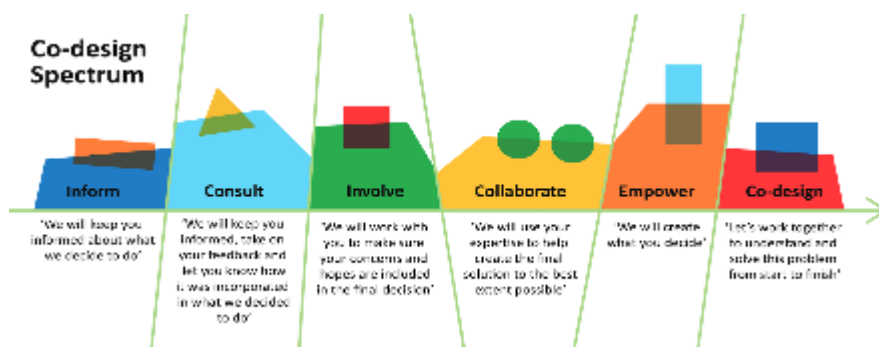 Co-design
Spectrum
Inform
Consult
Involve
Collaborate
Empower
Co-design
'We will keep you
informed about what
we decide to do'
'We will keep you
informed, take on
your feedback and
let you know how
it was incorporated
in what we decided
to do'
'We will work with
you to make sure
your concerns and
hopes are included
in the final decision'
'We will use your
expertise to help
create the final
solution to the best
extent possible'
'We will create
what you decide'
'Let's work together
to understand and
solve this problem
from start to finish'